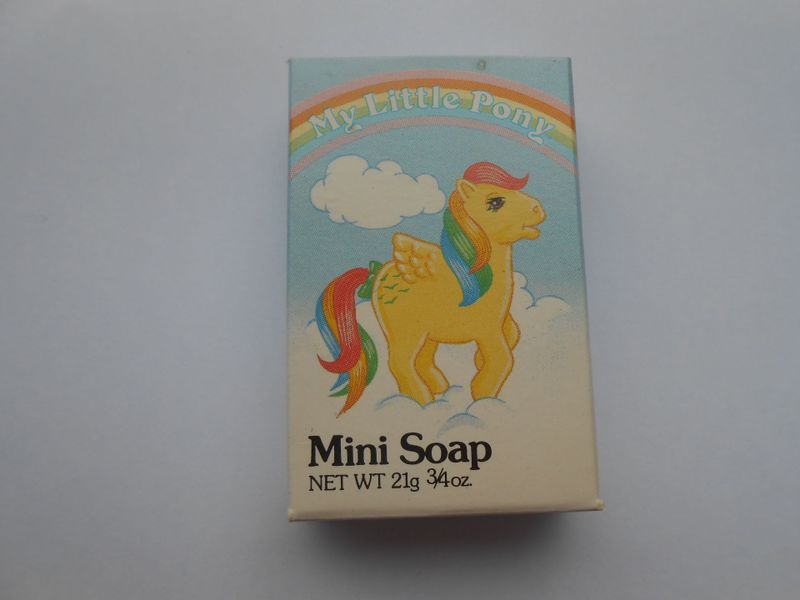 My Little Pony
Mini Soap
NET WT 21g 3/4oz.